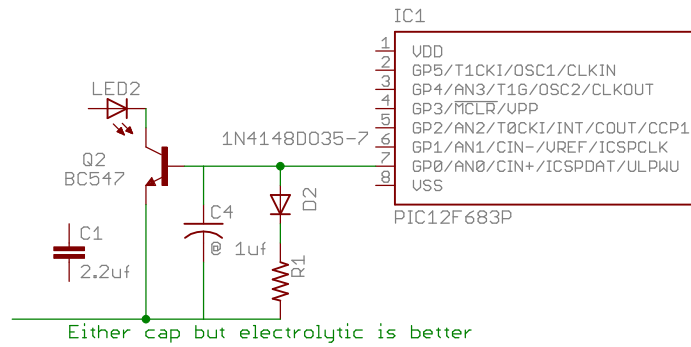 IC1
1 VDD
2 GP5/T1CKI/OSC1/CLKIN
3 GP4/AN3/T1G/OSC2/CLKOUT
4 GP3/MCLR/VPP
5 GP2/AN2/T0CKI/INT/COUT/CCP1
6 GP1/AN1/CIN-/VREF/ICSPCLK
7 GP0/AN0/CIN+/ICSPDAT/ULPWU
8 VSS
PIC12F683P
LED2
1N4148DO35-7
Q2
BC547
D2
C4
@ 1uf
C1
2.2uf
R1
Either cap but electrolytic is better